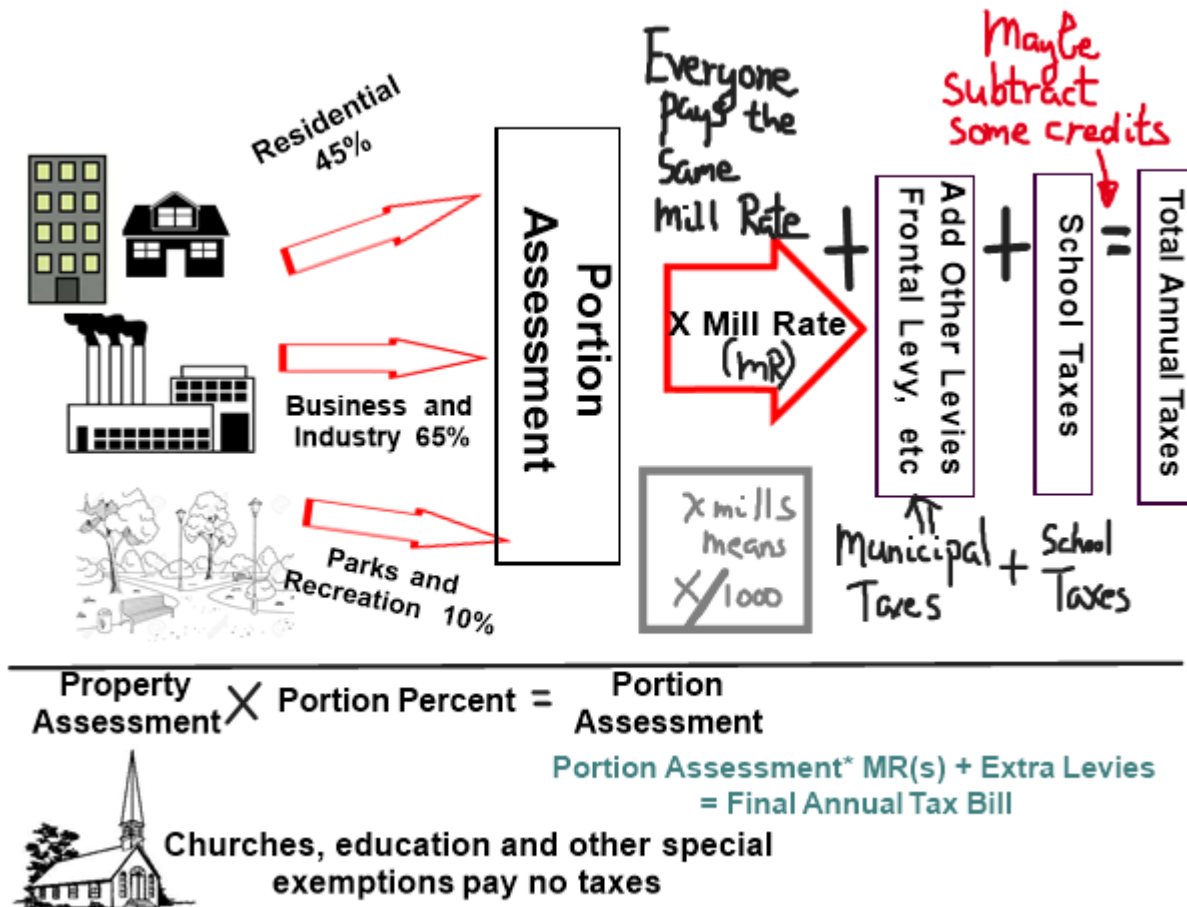 Residential
45%
Business and
Industry 65%
Parks and
Recreation 10%
Portion
Assessment
Everyone
pays the
Same
mill Rate
X Mill Rate
(mR)
X mills
means
X/1000
+
Add Other Levies
Frontal Levy, etc
+
School Taxes
Maybe
subtract
some credits
=
Total Annual Taxes
Municipal
Taxes
+
School
Taxes
Property
Assessment
X
Portion Percent
=
Portion
Assessment
Portion Assessment* MR(s) + Extra Levies
= Final Annual Tax Bill
Churches, education and other special
exemptions pay no taxes